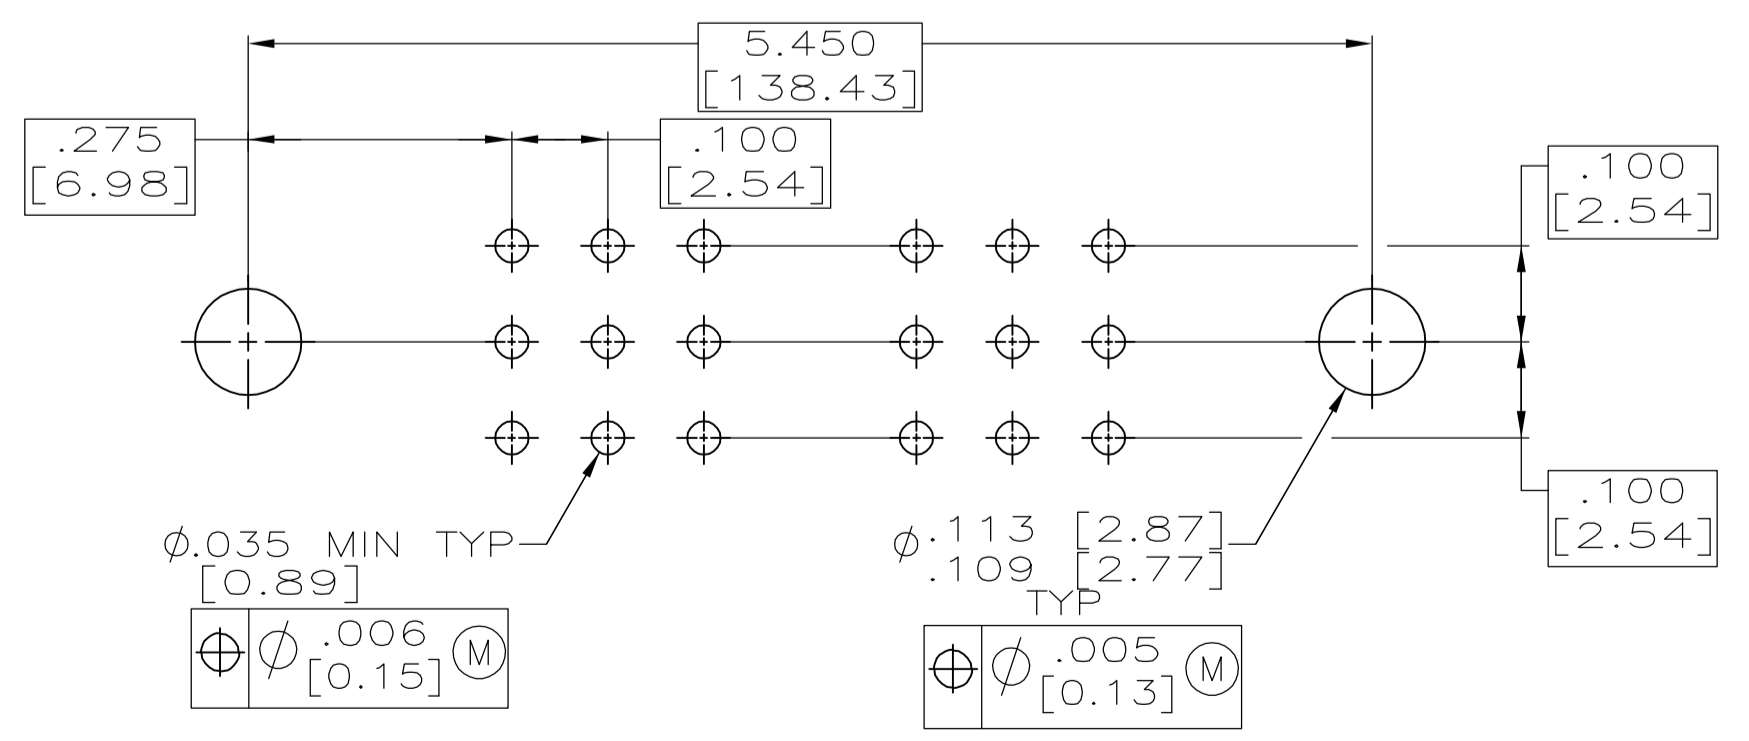 5.450
[138.43]
.275
[6.98]
.100
[2.54]
.100
[2.54]
.100
[2.54]
⌀.035 MIN TYP
[0.89]
⌖ ⌀ .006 Ⓜ
[0.15]
⌀ .113 [2.87]
.109 [2.77]
TYP
⌖ ⌀ .005 Ⓜ
[0.13]